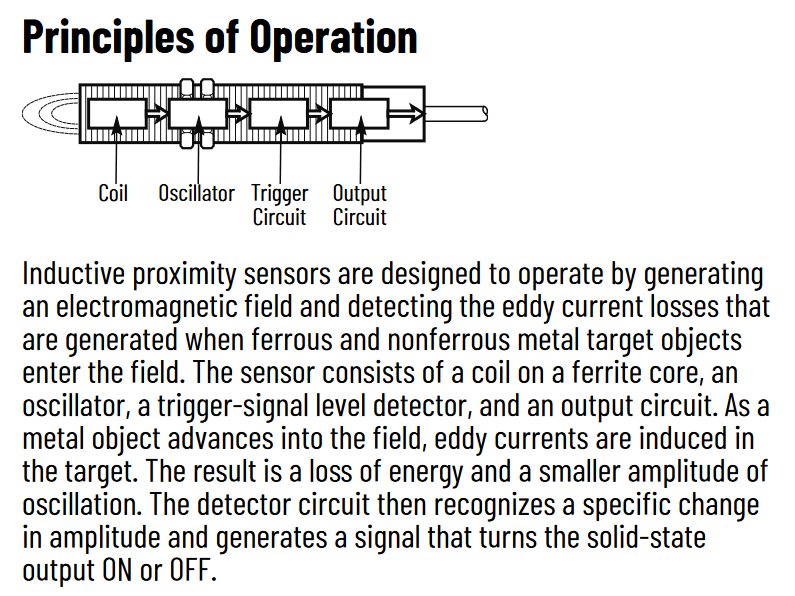 Principles of Operation
Coil Oscillator Trigger Circuit Output Circuit
Inductive proximity sensors are designed to operate by generating
an electromagnetic field and detecting the eddy current losses that
are generated when ferrous and nonferrous metal target objects
enter the field. The sensor consists of a coil on a ferrite core, an
oscillator, a trigger-signal level detector, and an output circuit. As a
metal object advances into the field, eddy currents are induced in
the target. The result is a loss of energy and a smaller amplitude of
oscillation. The detector circuit then recognizes a specific change
in amplitude and generates a signal that turns the solid-state
output ON or OFF.